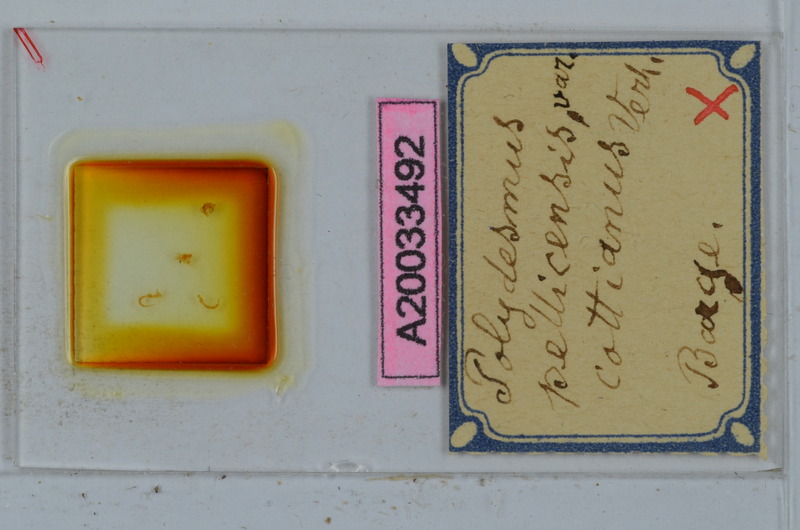 A20033492
Polydesmus
pellicensis var.
cottianus Verh.
Barge.
X